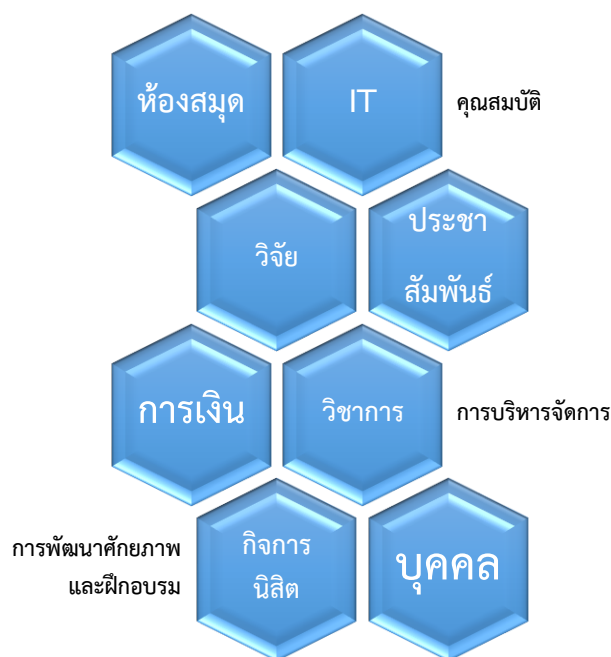 ห้องสมุด
IT
คุณสมบัติ
วิจัย
ประชา
สัมพันธ์
การเงิน
วิชาการ
การบริหารจัดการ
การพัฒนาศักยภาพ
และฝึกอบรม
กิจการ
นิสิต
บุคคล